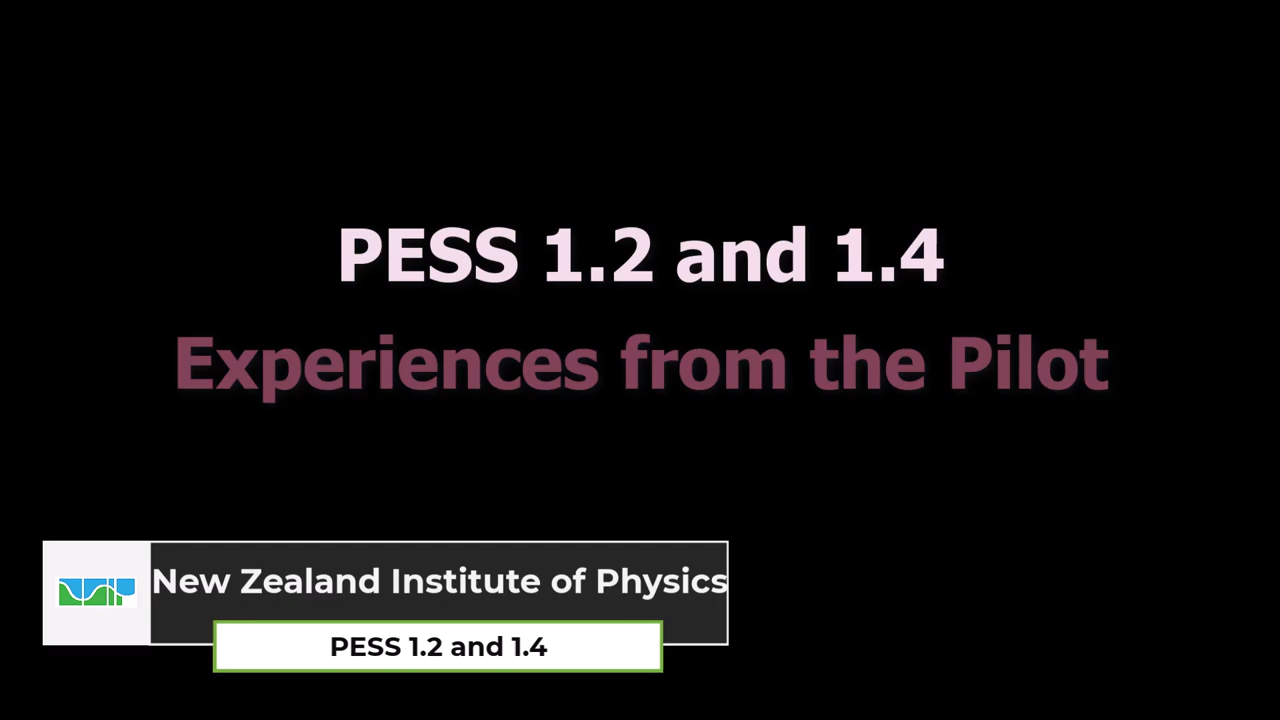 PESS 1.2 and 1.4
Experiences from the Pilot
New Zealand Institute of Physics
PESS 1.2 and 1.4